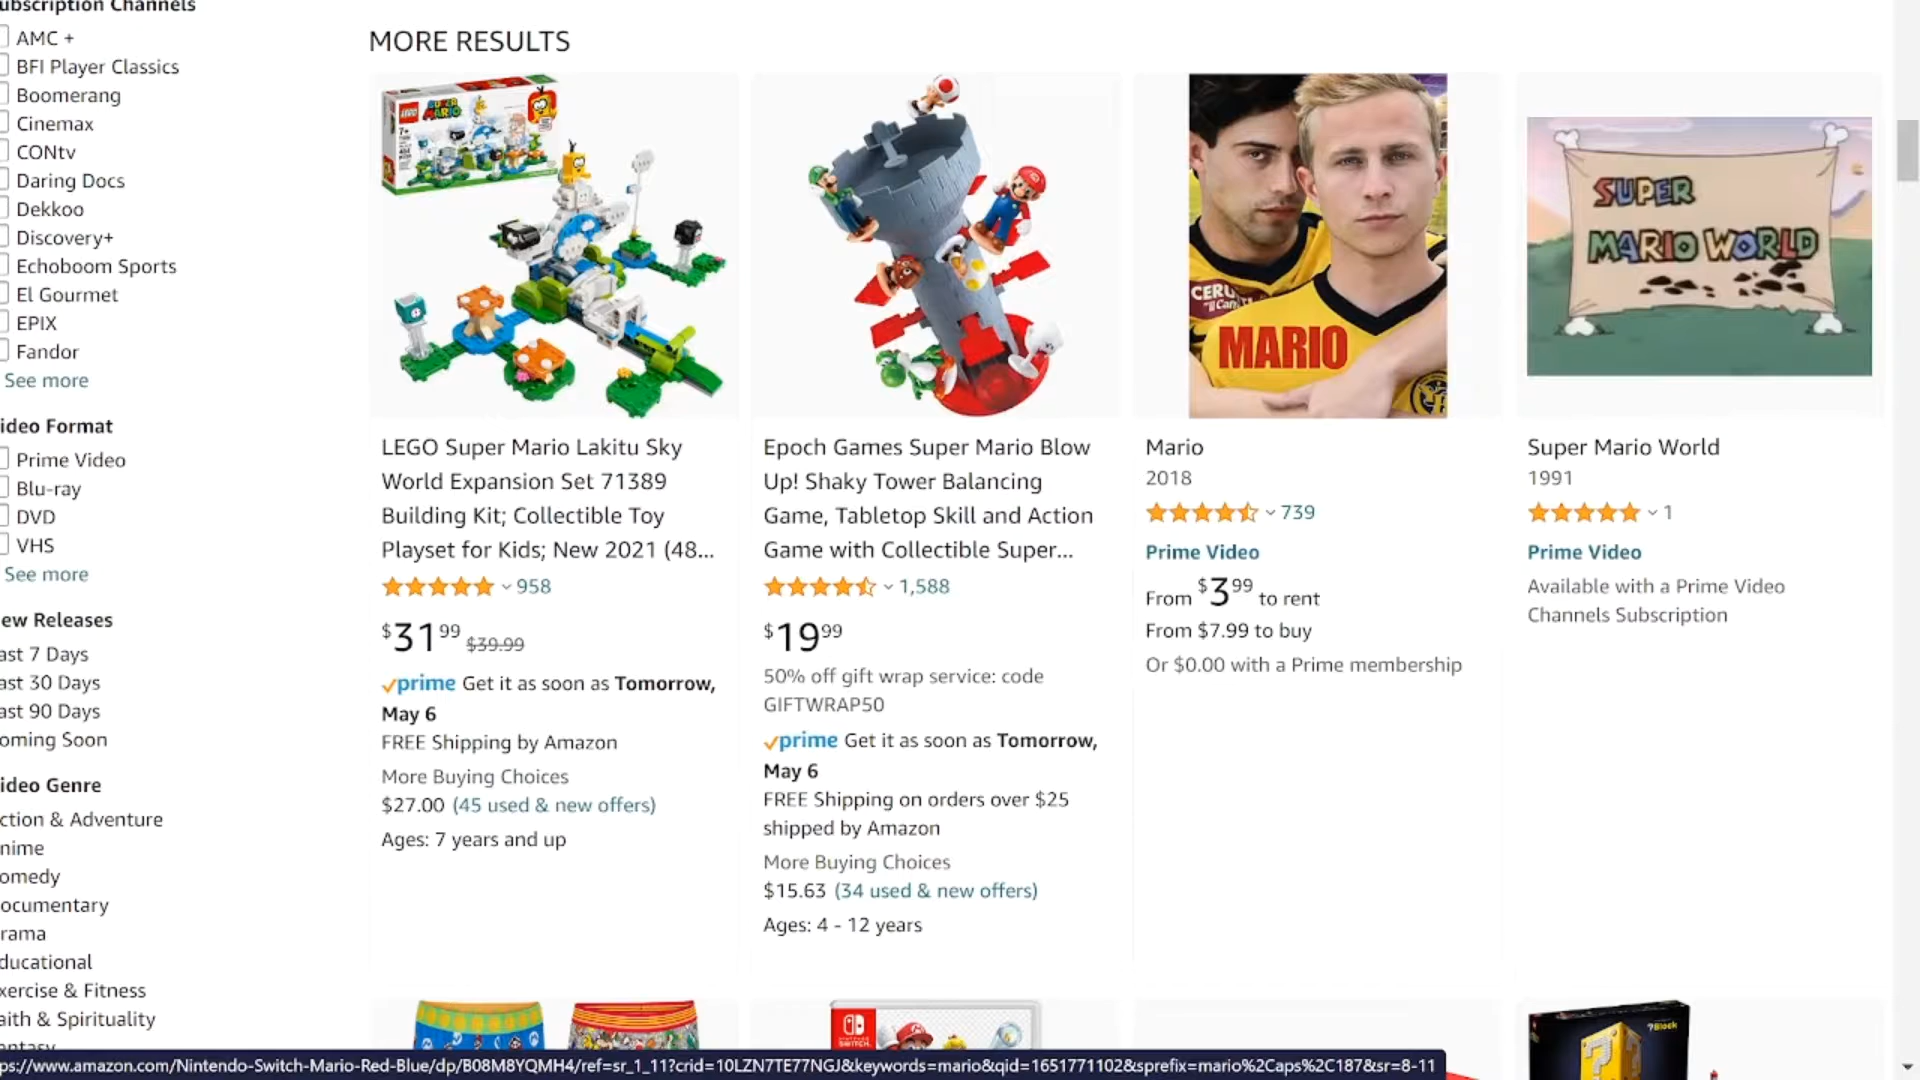 ubscription Channels
AMC +
BFI Player Classics
Boomerang
Cinemax
CONtv
Daring Docs
Dekkoo
Discovery+
Echoboom Sports
El Gourmet
EPIX
Fandor
See more
ideo Format
Prime Video
Blu-ray
DVD
VHS
See more
ew Releases
ast 7 Days
ast 30 Days
ast 90 Days
oming Soon
ideo Genre
ction & Adventure
nime
omedy
ocumentary
rama
ducational
xercise & Fitness
aith & Spirituality
antasy
MORE RESULTS
LEGO
SUPER
MARIO
7+
LEGO Super Mario Lakitu Sky
World Expansion Set 71389
Building Kit; Collectible Toy
Playset for Kids; New 2021 (48...
958
$31 99 $39.99
prime Get it as soon as Tomorrow,
May 6
FREE Shipping by Amazon
More Buying Choices
$27.00 (45 used & new offers)
Ages: 7 years and up
Epoch Games Super Mario Blow
Up! Shaky Tower Balancing
Game, Tabletop Skill and Action
Game with Collectible Super...
1,588
$19 99
50% off gift wrap service: code
GIFTWRAP50
prime Get it as soon as Tomorrow,
May 6
FREE Shipping on orders over $25
shipped by Amazon
More Buying Choices
$15.63 (34 used & new offers)
Ages: 4 - 12 years
CERU
MARIO
Mario
2018
739
Prime Video
From $3 99 to rent
From $7.99 to buy
Or $0.00 with a Prime membership
SUPER
MARIO WORLD
Super Mario World
1991
1
Prime Video
Available with a Prime Video
Channels Subscription
?Block
ps://www.amazon.com/Nintendo-Switch-Mario-Red-Blue/dp/B08M8YQMH4/ref=sr_1_11?crid=10LZN7TE77NGJ&keywords=mario&qid=1651771102&sprefix=mario%2Caps%2C187&sr=8-11